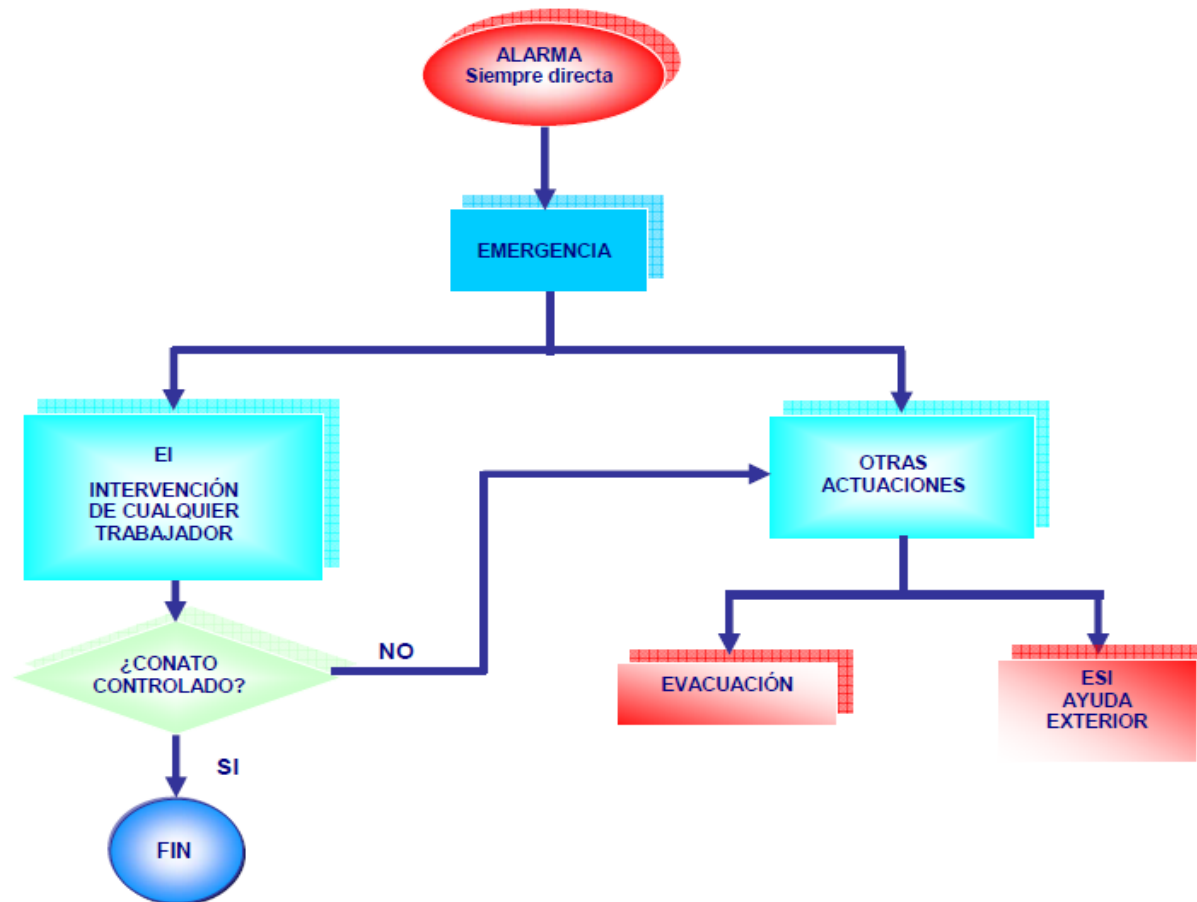 ALARMA
Siempre directa
EMERGENCIA
EI
INTERVENCIÓN
DE CUALQUIER
TRABAJADOR
OTRAS
ACTUACIONES
¿CONATO
CONTROLADO?
NO
SI
FIN
EVACUACIÓN
ESI
AYUDA
EXTERIOR